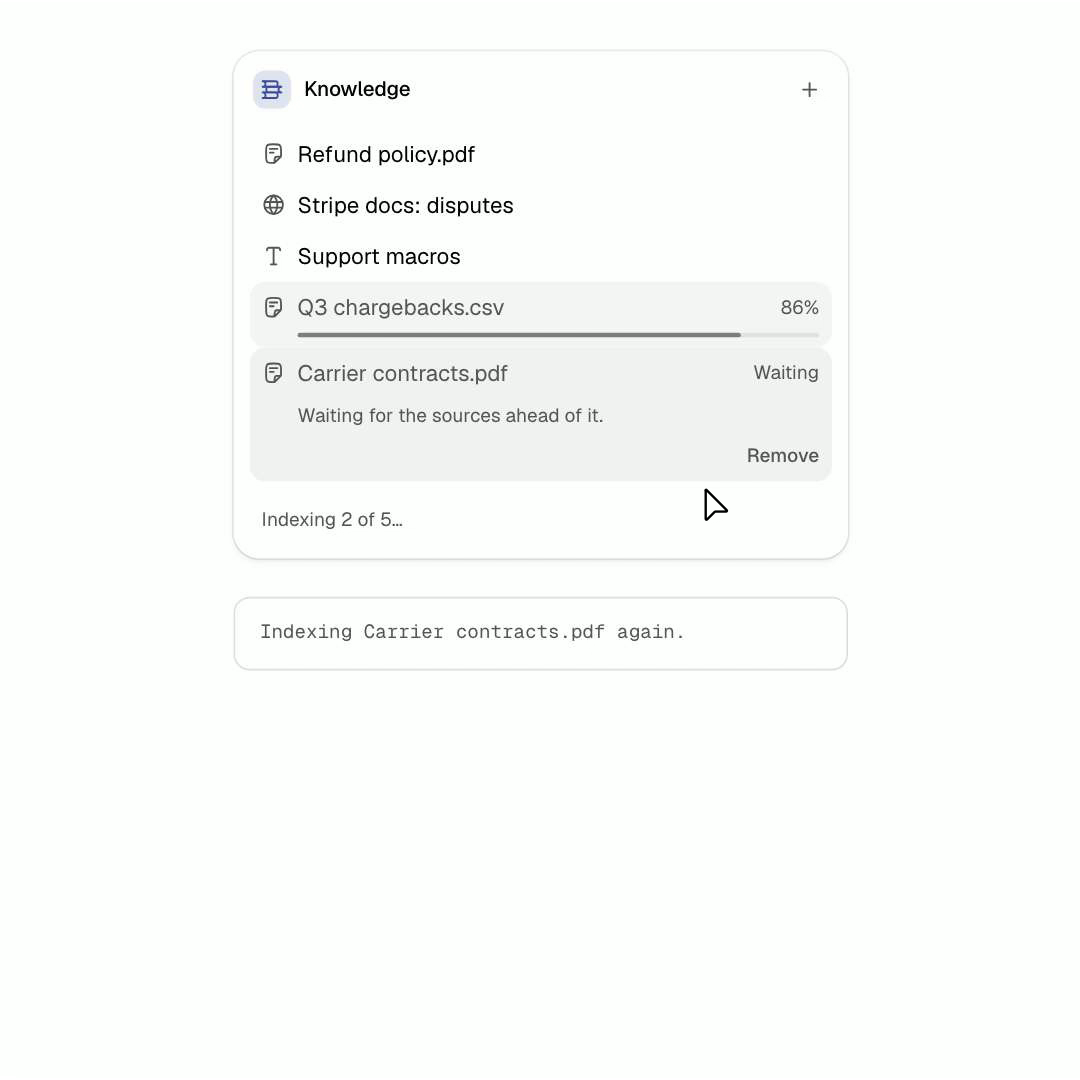 Knowledge
Refund policy.pdf
Stripe docs: disputes
Support macros
Q3 chargebacks.csv 86%
Carrier contracts.pdf Waiting
Waiting for the sources ahead of it.
Remove
Indexing 2 of 5…
Indexing Carrier contracts.pdf again.